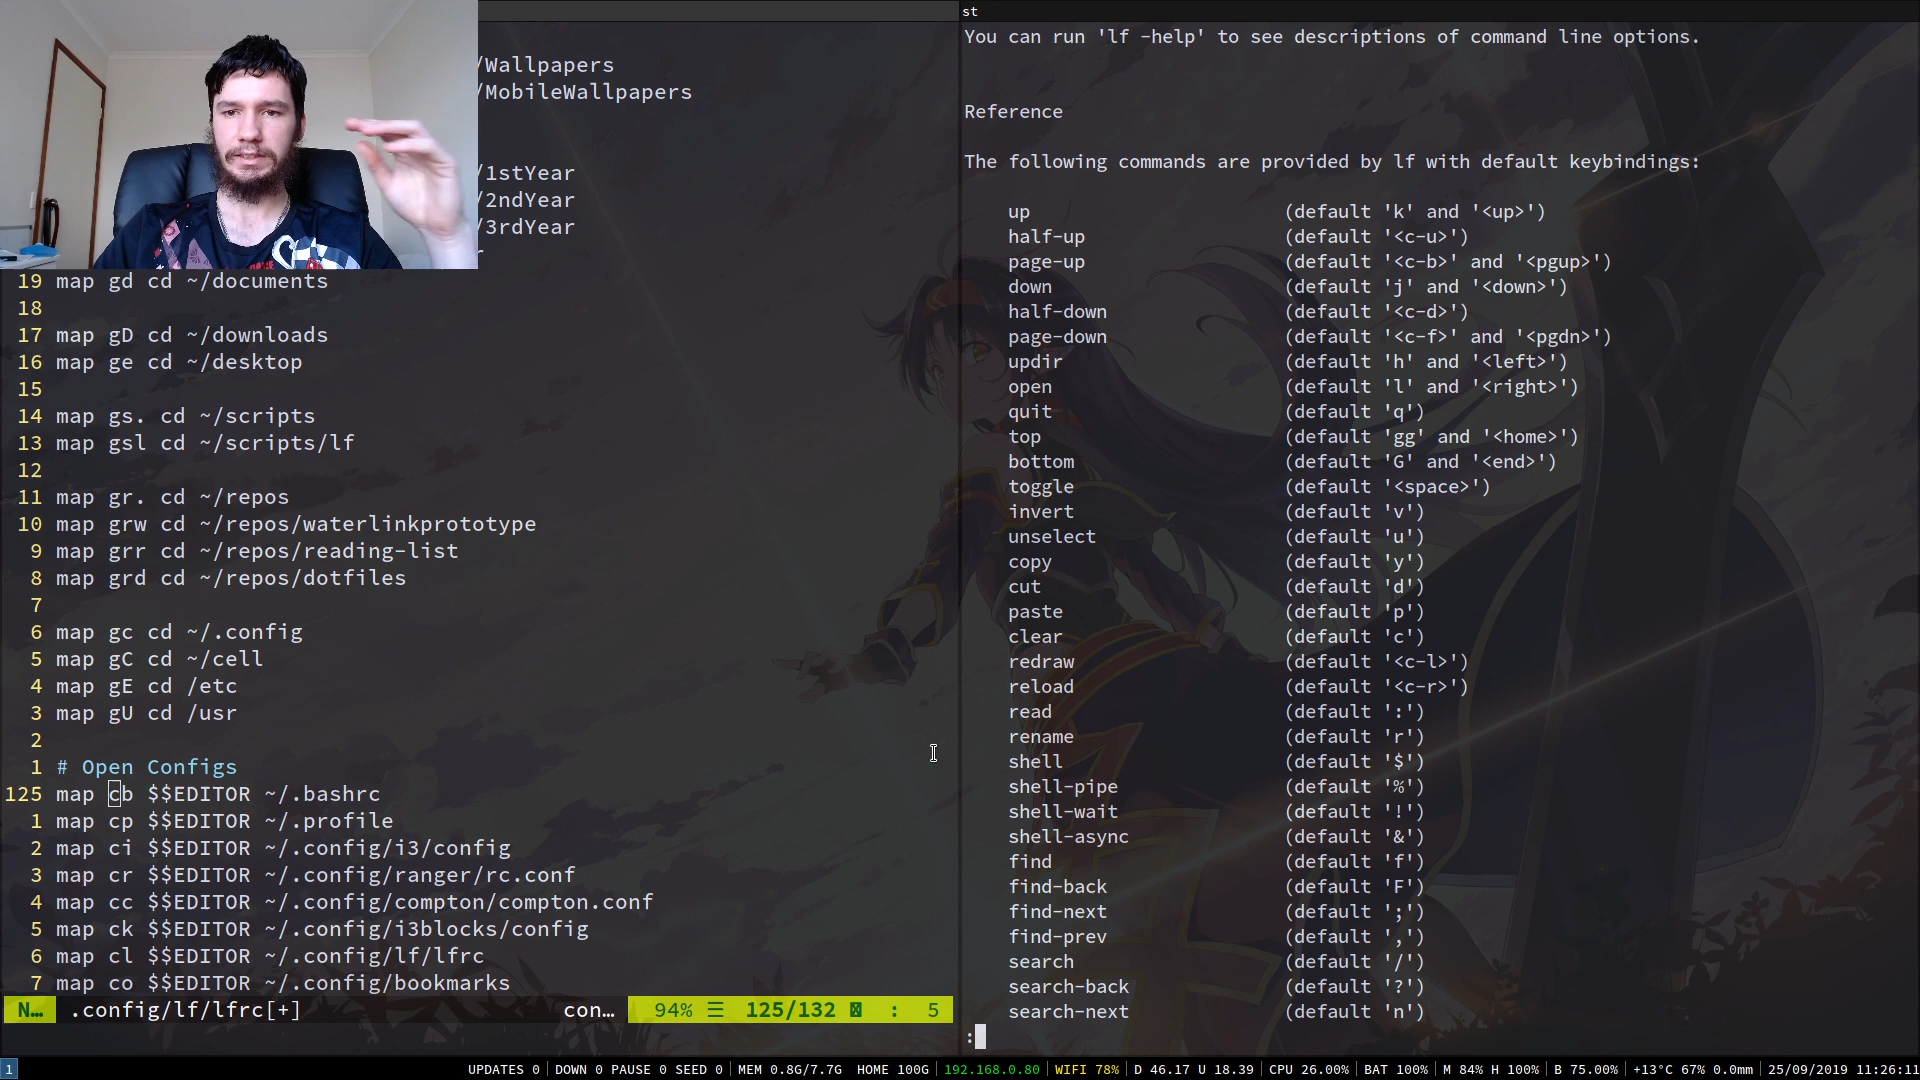 st
/Wallpapers
/MobileWallpapers
/1stYear
/2ndYear
/3rdYear
19 map gd cd ~/documents
18
17 map gD cd ~/downloads
16 map ge cd ~/desktop
15
14 map gs. cd ~/scripts
13 map gsl cd ~/scripts/lf
12
11 map gr. cd ~/repos
10 map grw cd ~/repos/waterlinkprototype
9 map grr cd ~/repos/reading-list
8 map grd cd ~/repos/dotfiles
7
6 map gc cd ~/.config
5 map gC cd ~/cell
4 map gE cd /etc
3 map gU cd /usr
2
1 # Open Configs
125 map cb $$EDITOR ~/.bashrc
1 map cp $$EDITOR ~/.profile
2 map ci $$EDITOR ~/.config/i3/config
3 map cr $$EDITOR ~/.config/ranger/rc.conf
4 map cc $$EDITOR ~/.config/compton/compton.conf
5 map ck $$EDITOR ~/.config/i3blocks/config
6 map cl $$EDITOR ~/.config/lf/lfrc
7 map co $$EDITOR ~/.config/bookmarks
N… .config/lf/lfrc[+] con… 94% ☰ 125/132 : 5
You can run 'lf -help' to see descriptions of command line options.
Reference
The following commands are provided by lf with default keybindings:
up (default 'k' and '<up>')
half-up (default '<c-u>')
page-up (default '<c-b>' and '<pgup>')
down (default 'j' and '<down>')
half-down (default '<c-d>')
page-down (default '<c-f>' and '<pgdn>')
updir (default 'h' and '<left>')
open (default 'l' and '<right>')
quit (default 'q')
top (default 'gg' and '<home>')
bottom (default 'G' and '<end>')
toggle (default '<space>')
invert (default 'v')
unselect (default 'u')
copy (default 'y')
cut (default 'd')
paste (default 'p')
clear (default 'c')
redraw (default '<c-l>')
reload (default '<c-r>')
read (default ':')
rename (default 'r')
shell (default '$')
shell-pipe (default '%')
shell-wait (default '!')
shell-async (default '&')
find (default 'f')
find-back (default 'F')
find-next (default ';')
find-prev (default ',')
search (default '/')
search-back (default '?')
search-next (default 'n')
:
1 UPDATES 0 DOWN 0 PAUSE 0 SEED 0 MEM 0.8G/7.7G HOME 100G 192.168.0.80 WIFI 78% D 46.17 U 18.39 CPU 26.00% BAT 100% M 84% H 100% B 75.00% +13°C 67% 0.0mm 25/09/2019 11:26:11